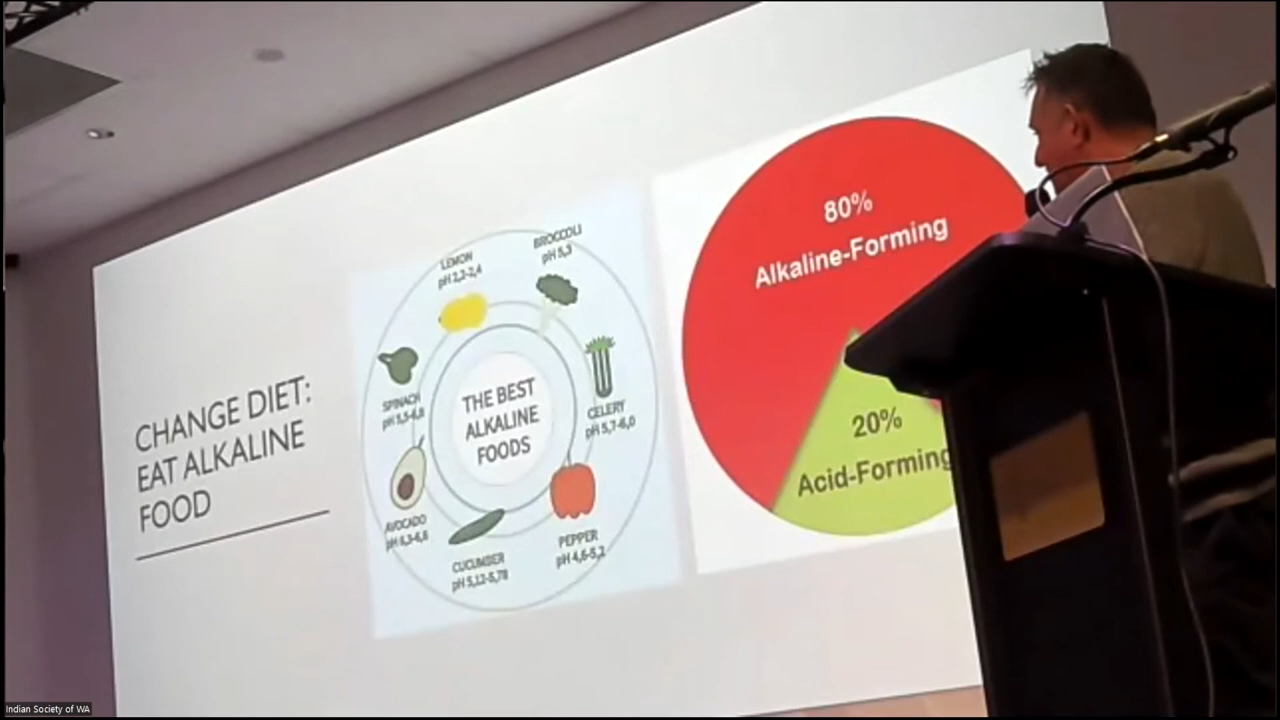 CHANGE DIET:
EAT ALKALINE
FOOD
LEMON
pH 2,2-2,4
BROCCOLI
pH 5,3
SPINACH
pH 5,5-6,8
CELERY
pH 5,7-6,0
THE BEST
ALKALINE
FOODS
AVOCADO
pH 6,3-6,6
CUCUMBER
pH 5,12-5,78
PEPPER
pH 4,6-5,2
80%
Alkaline-Forming
20%
Acid-Forming
Indian Society of WA